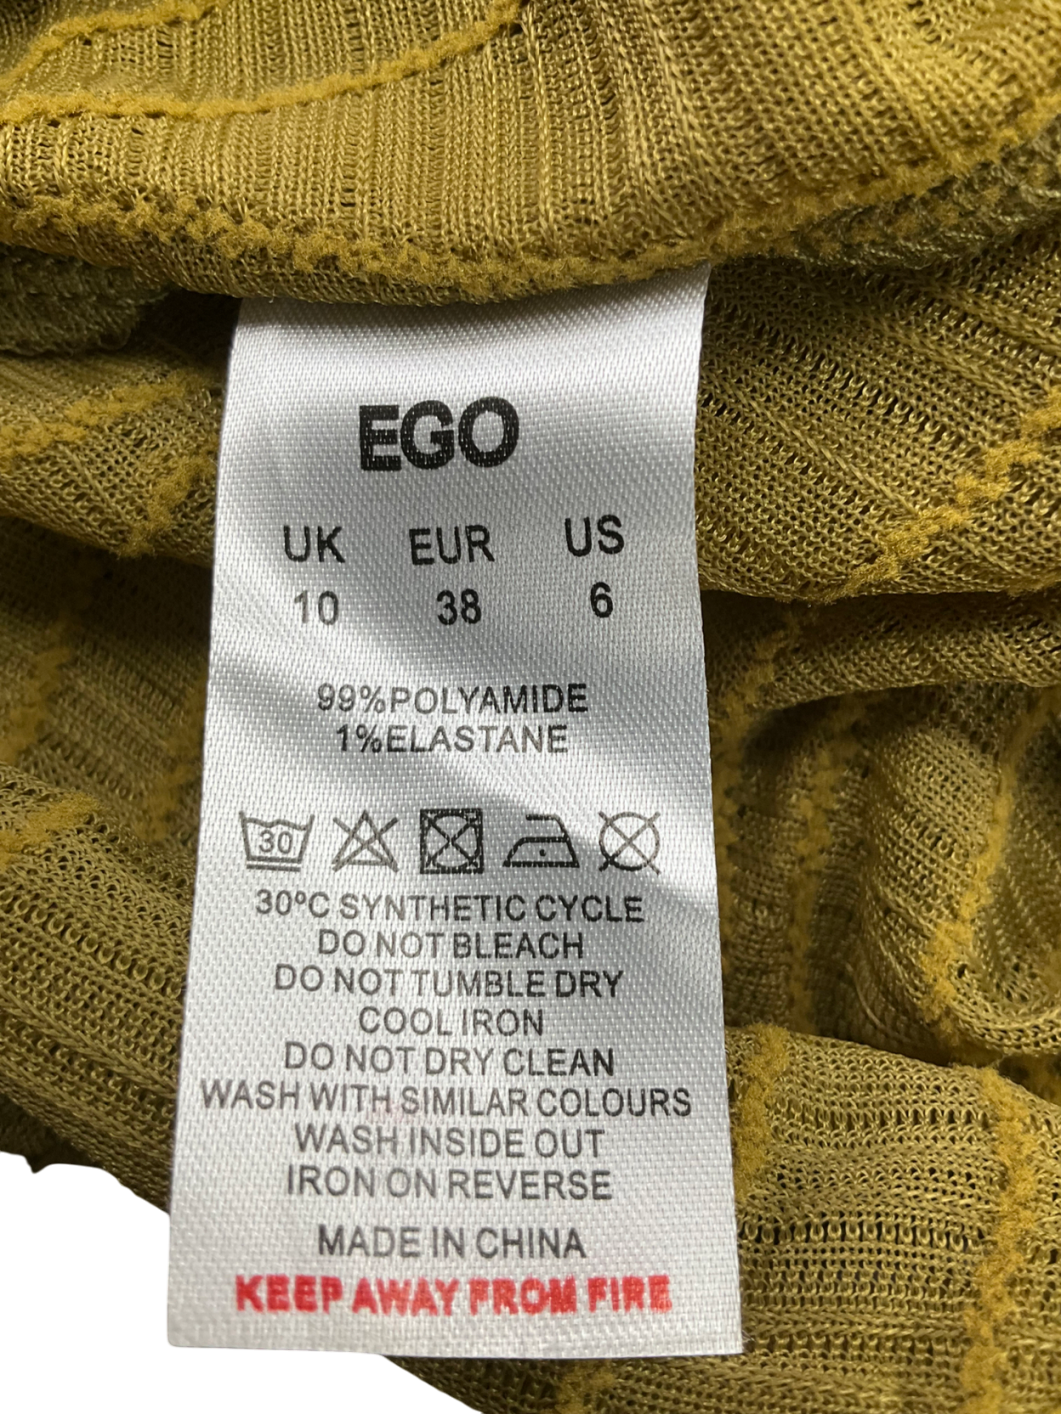 EGO
UK EUR US
10 38 6
99%POLYAMIDE
1%ELASTANE
30
30°C SYNTHETIC CYCLE
DO NOT BLEACH
DO NOT TUMBLE DRY
COOL IRON
DO NOT DRY CLEAN
WASH WITH SIMILAR COLOURS
WASH INSIDE OUT
IRON ON REVERSE
MADE IN CHINA
KEEP AWAY FROM FIRE